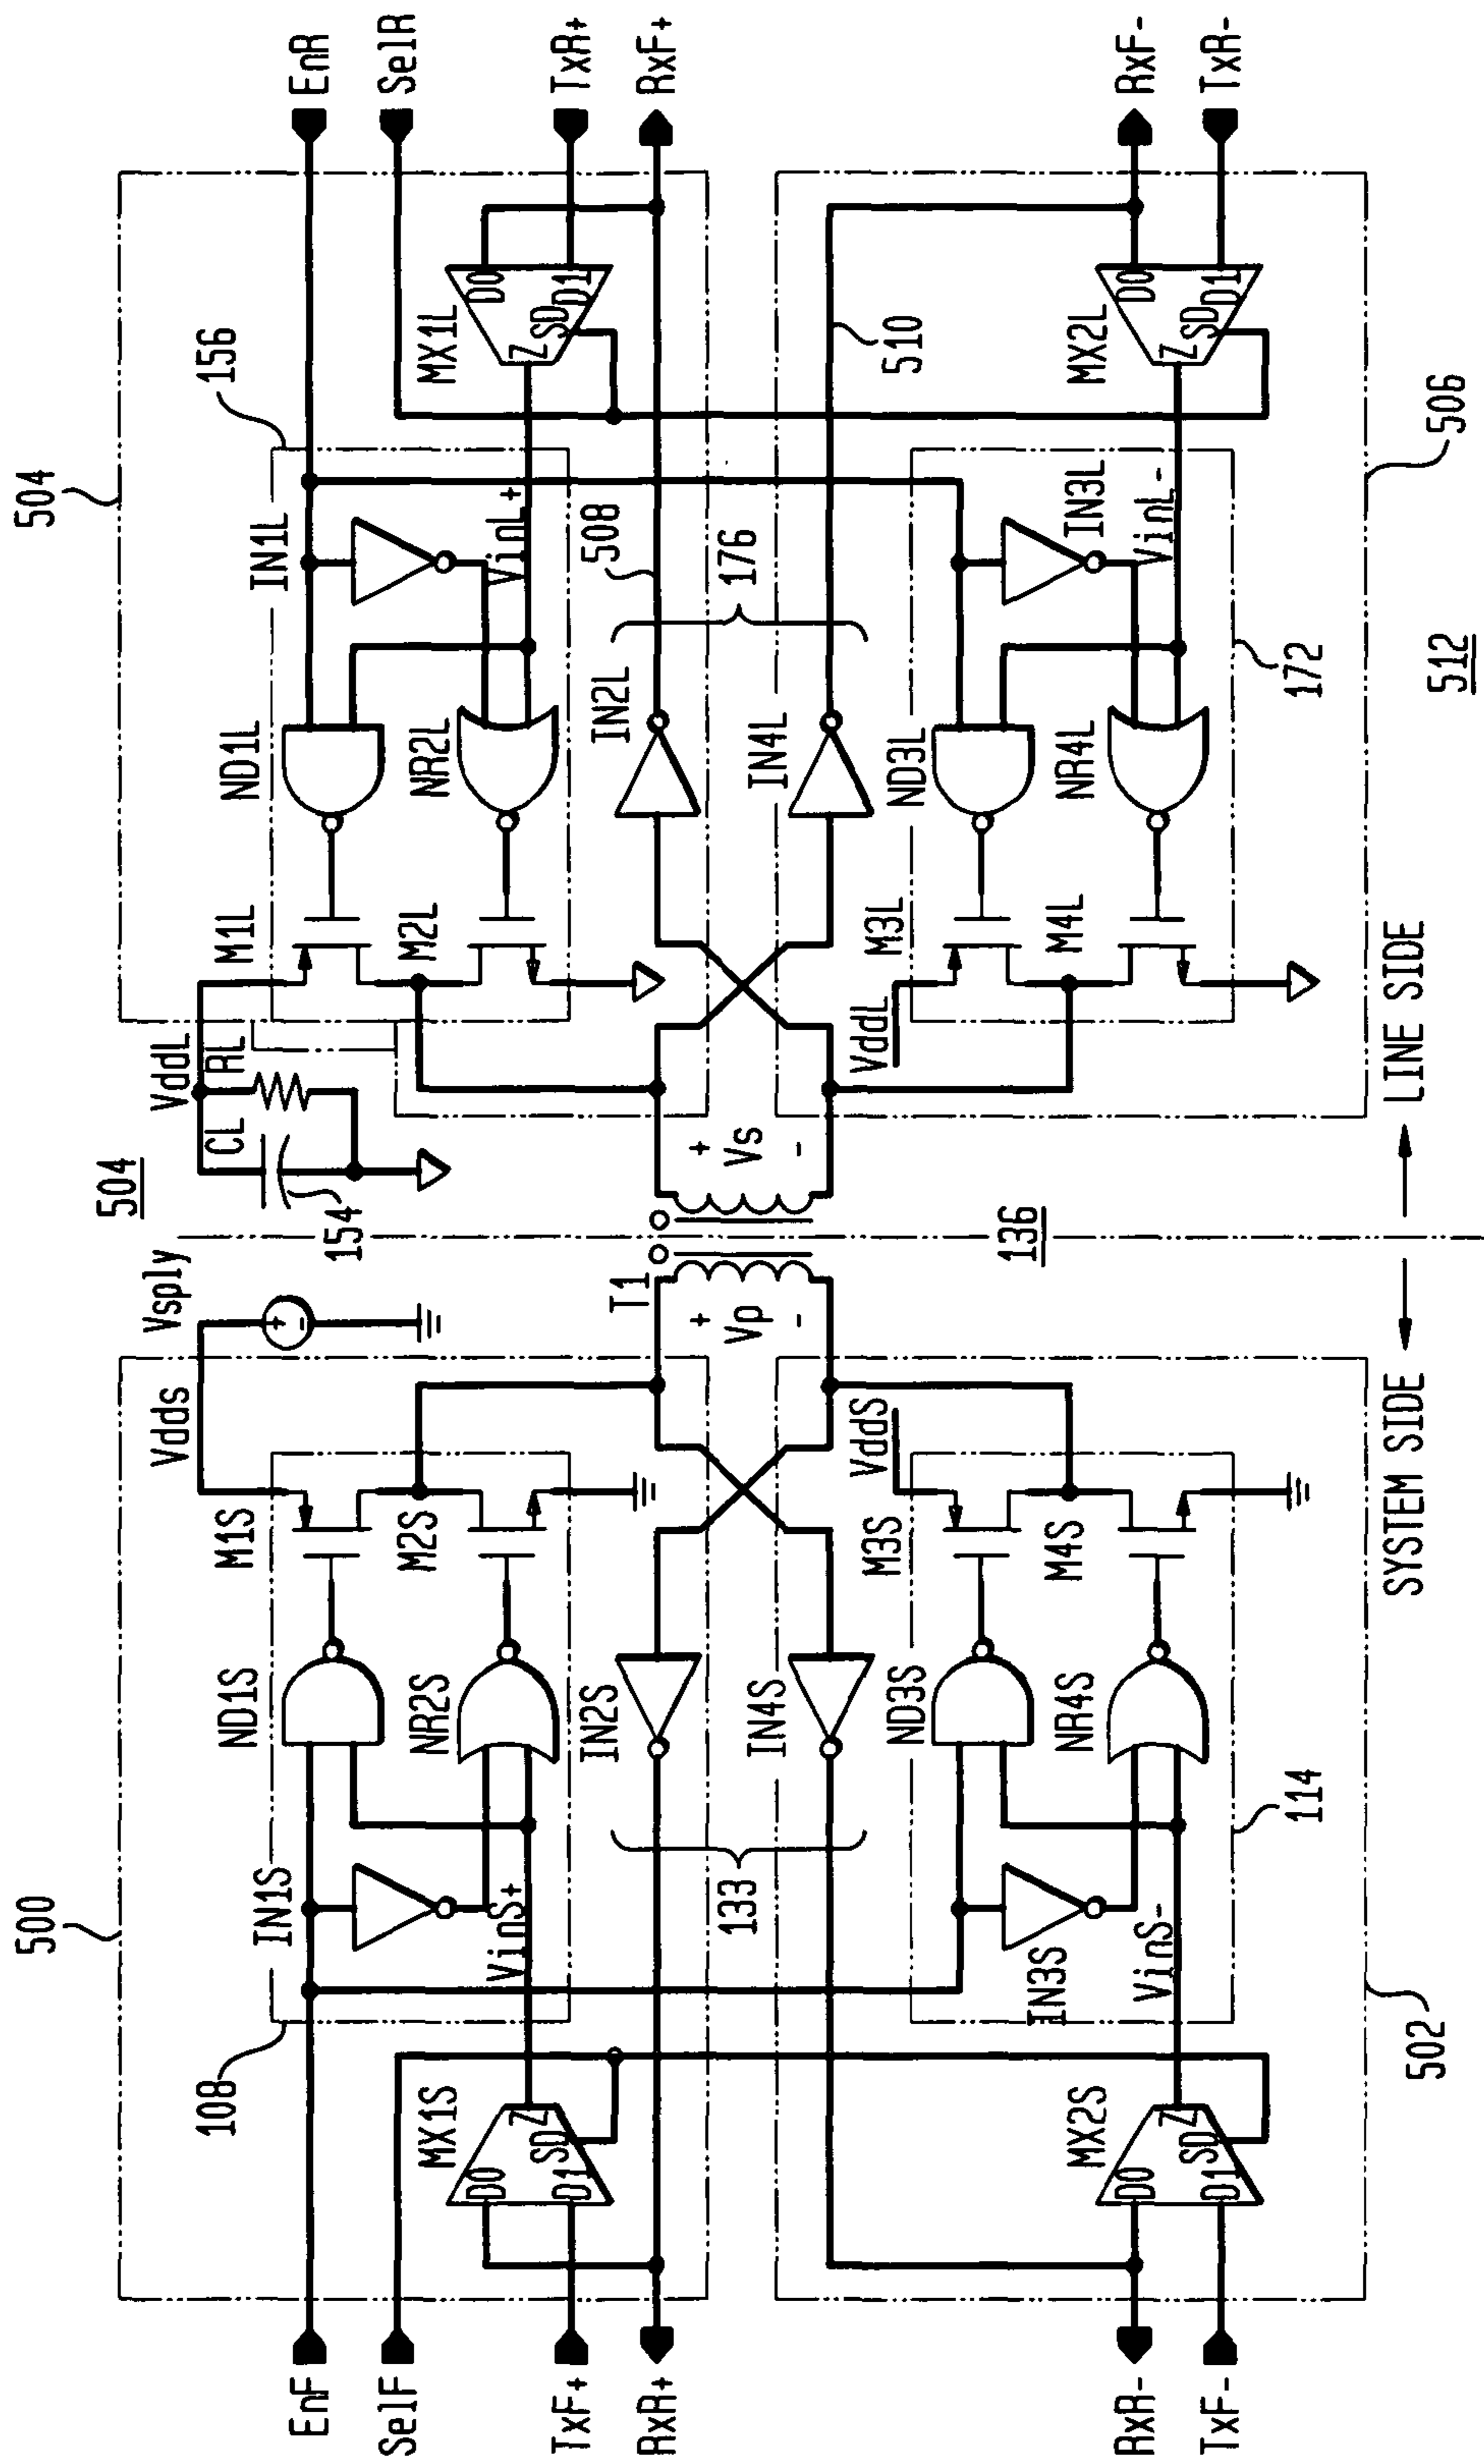 500
504
504
EnF
SelF
TxF+
RxR+
RxR-
TxF-
108
IN1S
ND1S
M1S
Vdds
Vsply
MX1S
D0
D1
SD
Z
VinS+
NR2S
M2S
IN2S
133
IN4S
T1
+
Vp
-
+
-
136
MX2S
D0
D1
SD
Z
IN3S
VinS-
ND3S
NR4S
M3S
M4S
VddS
114
502
SYSTEM SIDE
LINE SIDE
154
CL
RL
VddL
M1L
ND1L
IN1L
156
EnR
SelR
TxR+
RxF+
RxF-
TxR-
M2L
NR2L
VinL+
MX1L
D0
D1
SD
Z
+
Vs
-
IN2L
508
176
IN4L
510
VddL
M3L
ND3L
IN3L
VinL-
M4L
NR4L
MX2L
D0
D1
SD
Z
172
506
512